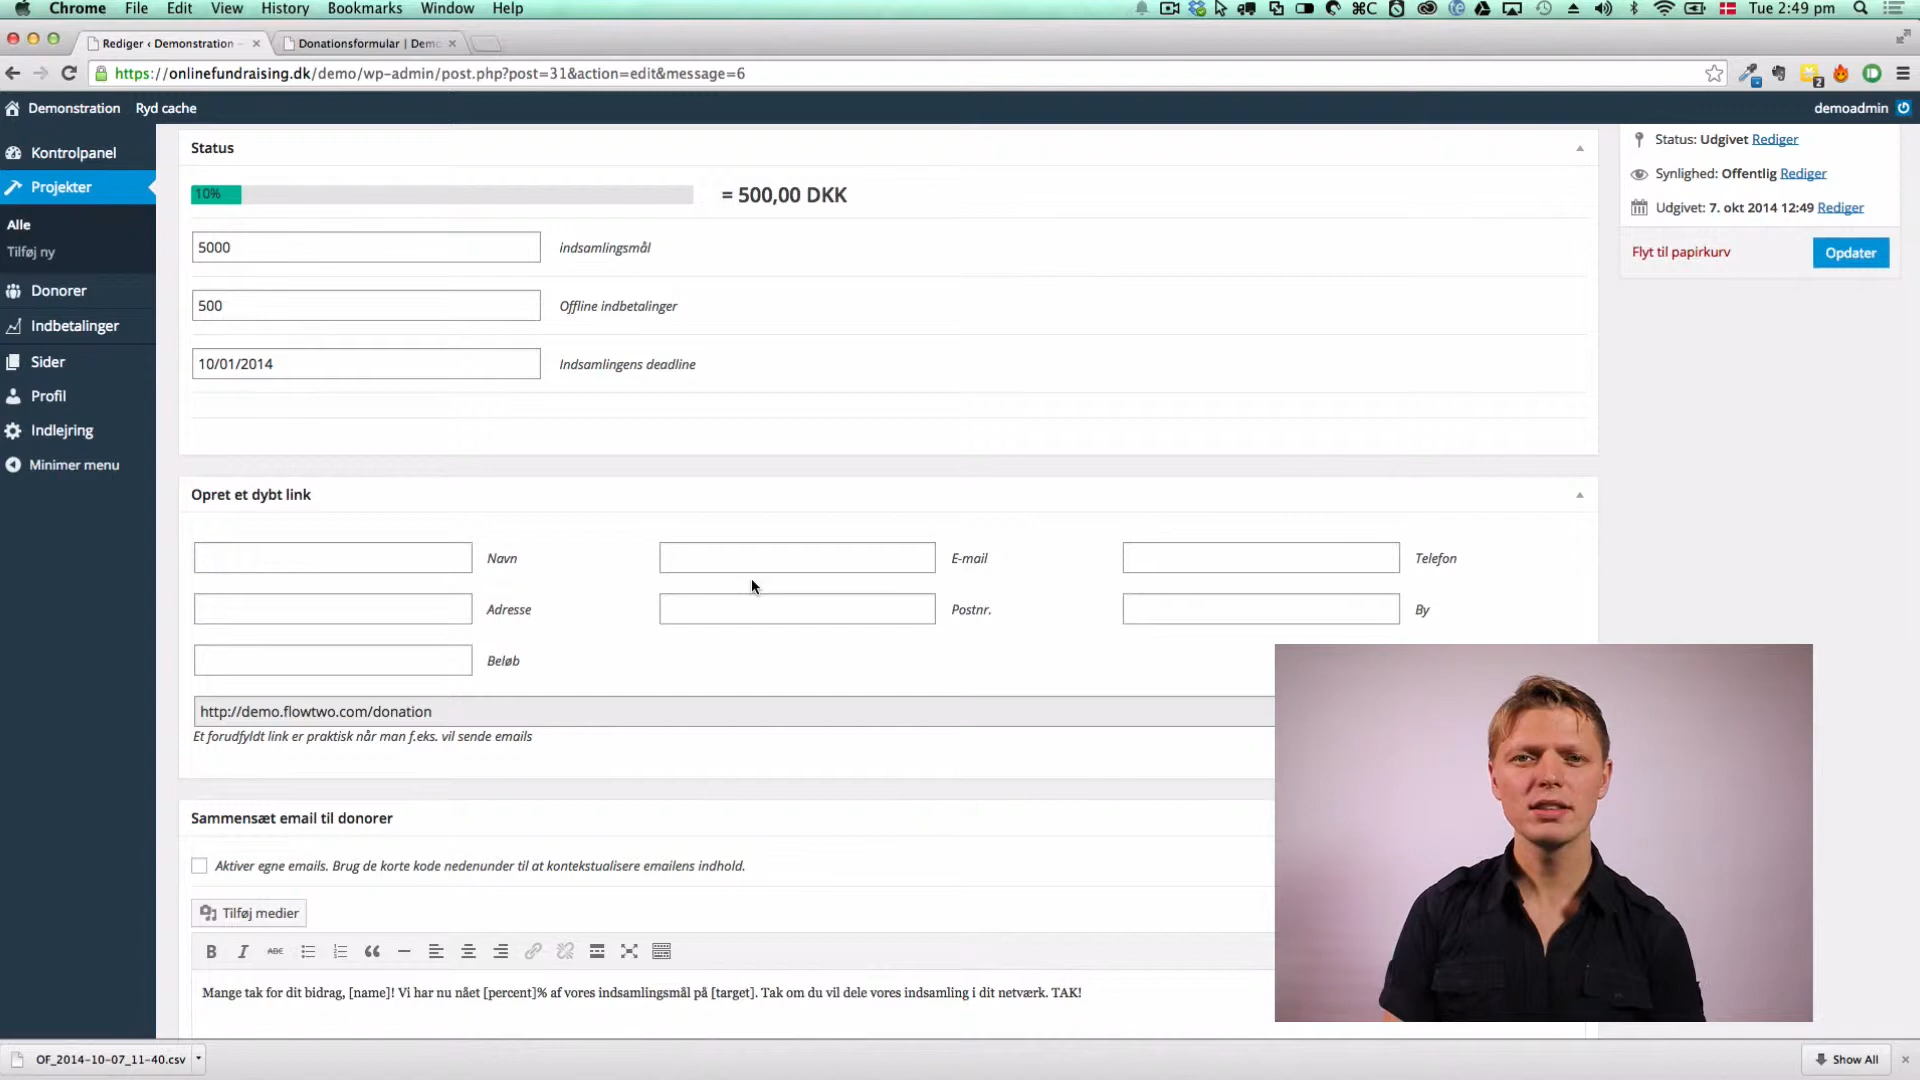 Chrome File Edit View History Bookmarks Window Help
⌘C Tue 2:49 pm
Rediger ‹ Demonstration –
Donationsformular | Demo
https://onlinefundraising.dk/demo/wp-admin/post.php?post=31&action=edit&message=6
2
Demonstration Ryd cache demoadmin
Kontrolpanel
Projekter
Alle
Tilføj ny
Donorer
Indbetalinger
Sider
Profil
Indlejring
Minimer menu
Status
10% = 500,00 DKK
5000 indsamlingsmål
500 Offline indbetalinger
10/01/2014 Indsamlingens deadline
Status: Udgivet Rediger
Synlighed: Offentlig Rediger
Udgivet: 7. okt 2014 12:49 Rediger
Flyt til papirkurv Opdater
Opret et dybt link
Navn E-mail Telefon
Adresse Postnr. By
Beløb
http://demo.flowtwo.com/donation
Et forudfyldt link er praktisk når man f.eks. vil sende emails
Sammensæt email til donorer
Aktiver egne emails. Brug de korte kode nedenunder til at kontekstualisere emailens indhold.
Tilføj medier
B I ABC
Mange tak for dit bidrag, [name]! Vi har nu nået [percent]% af vores indsamlingsmål på [target]. Tak om du vil dele vores indsamling i dit netværk. TAK!
OF_2014-10-07_11-40.csv Show All